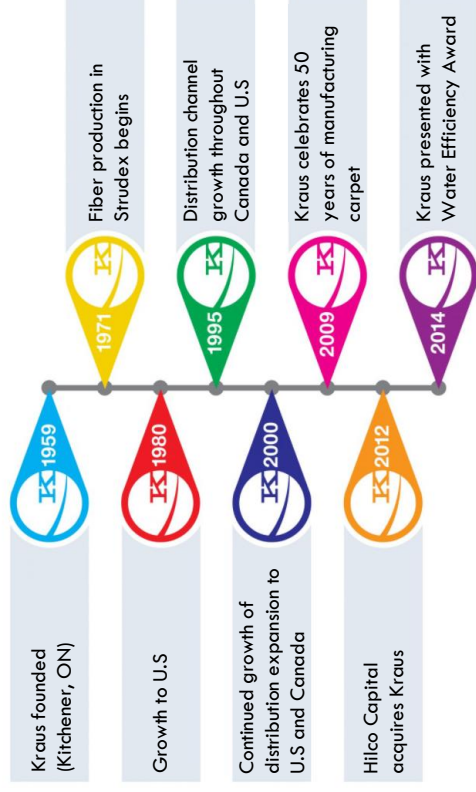 Kraus founded
(Kitchener, ON)
K 1959
Fiber production in
Strudex begins
K
1971
Growth to U.S
K 1980
Distribution channel
growth throughout
Canada and U.S
K
1995
Continued growth of
distribution expansion to
U.S and Canada
K 2000
Kraus celebrates 50
years of manufacturing
carpet
K
2009
Hilco Capital
acquires Kraus
K 2012
Kraus presented with
Water Efficiency Award
K
2014